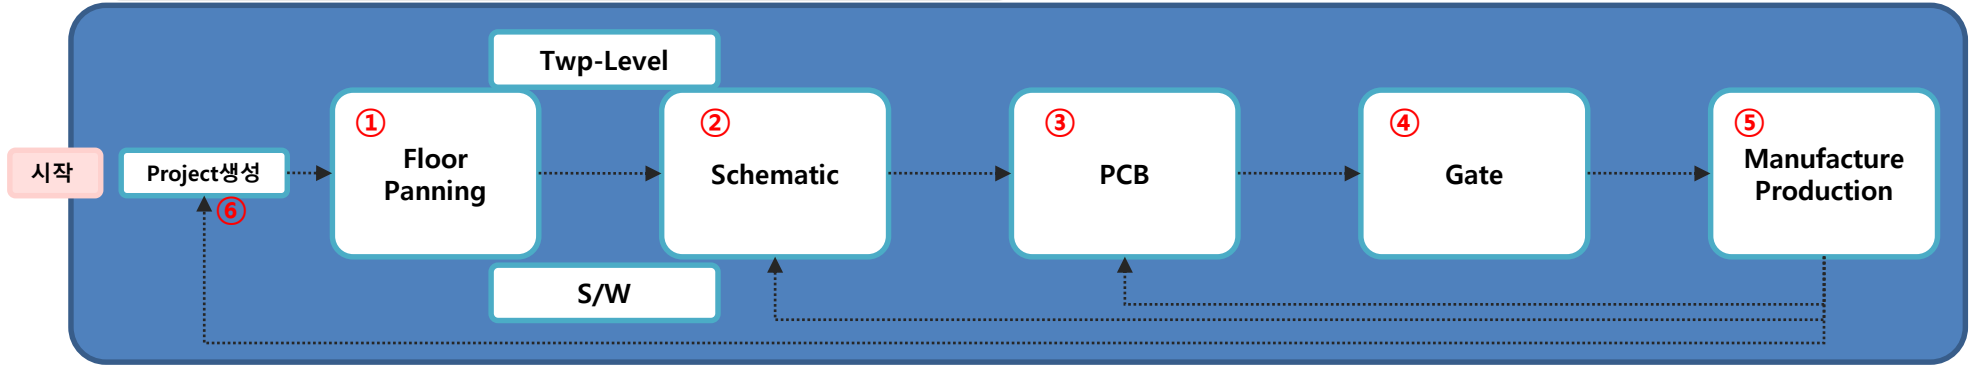 시작
Project생성
⑥
Twp-Level
①
Floor
Panning
S/W
②
Schematic
③
PCB
④
Gate
⑤
Manufacture
Production